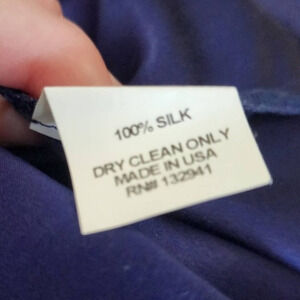 100% SILK
DRY CLEAN ONLY
MADE IN USA
RN# 132941